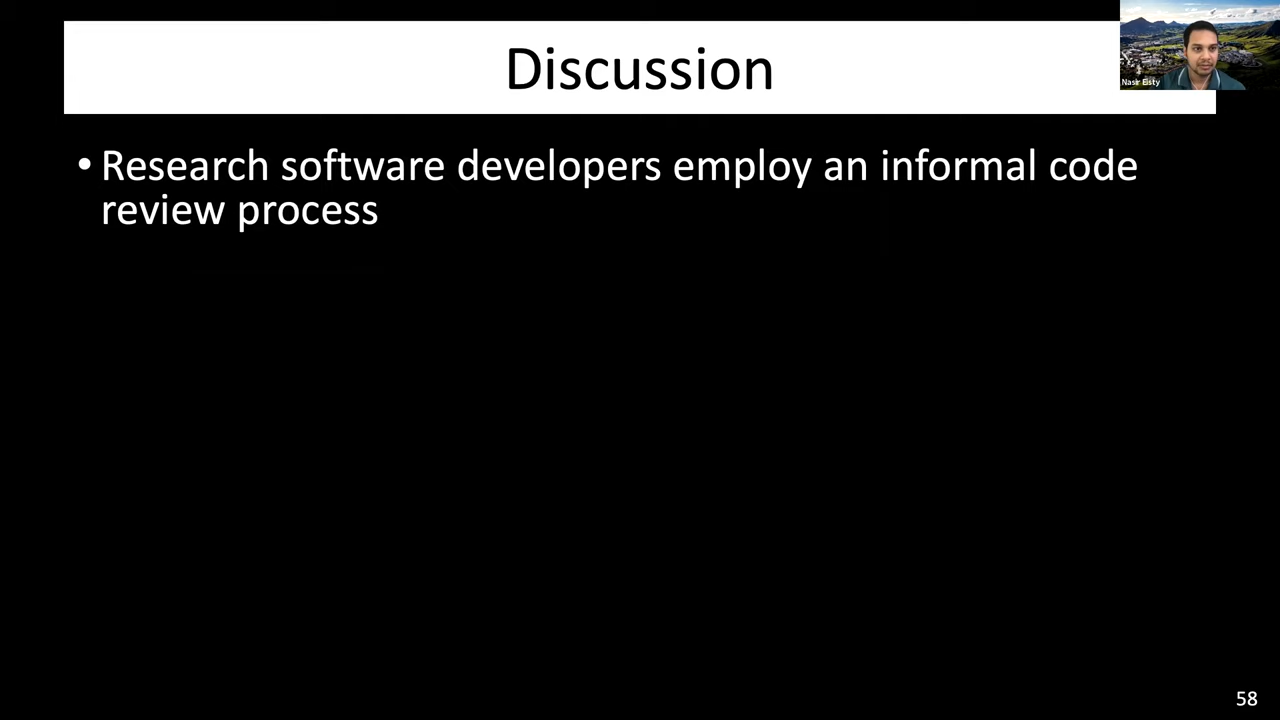 Discussion
Nasir Eisty
• Research software developers employ an informal code
review process
58